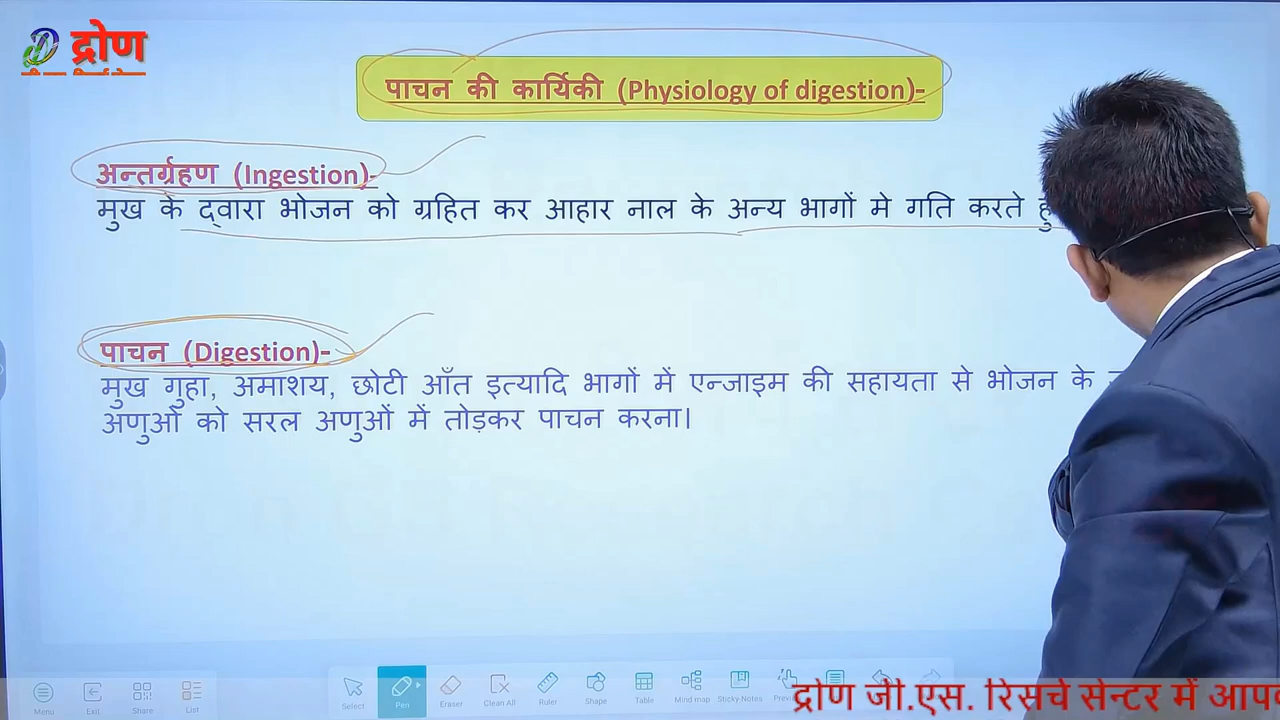 द्रोण
पाचन की कार्यिकी (Physiology of digestion)-
अन्तर्ग्रहण (Ingestion)-
मुख के द्वारा भोजन को ग्रहित कर आहार नाल के अन्य भागों मे गति करते
पाचन (Digestion)-
मुख गुहा, अमाशय, छोटी आँत इत्यादि भागों में एन्जाइम की सहायता से भोजन के
अणुओं को सरल अणुओं में तोड़कर पाचन करना।
Menu Exit Share List Select Pen Eraser Clean All Ruler Shape Table Mind map Sticky-Notes
द्रोण जी.एस. रिसर्च सेन्टर में